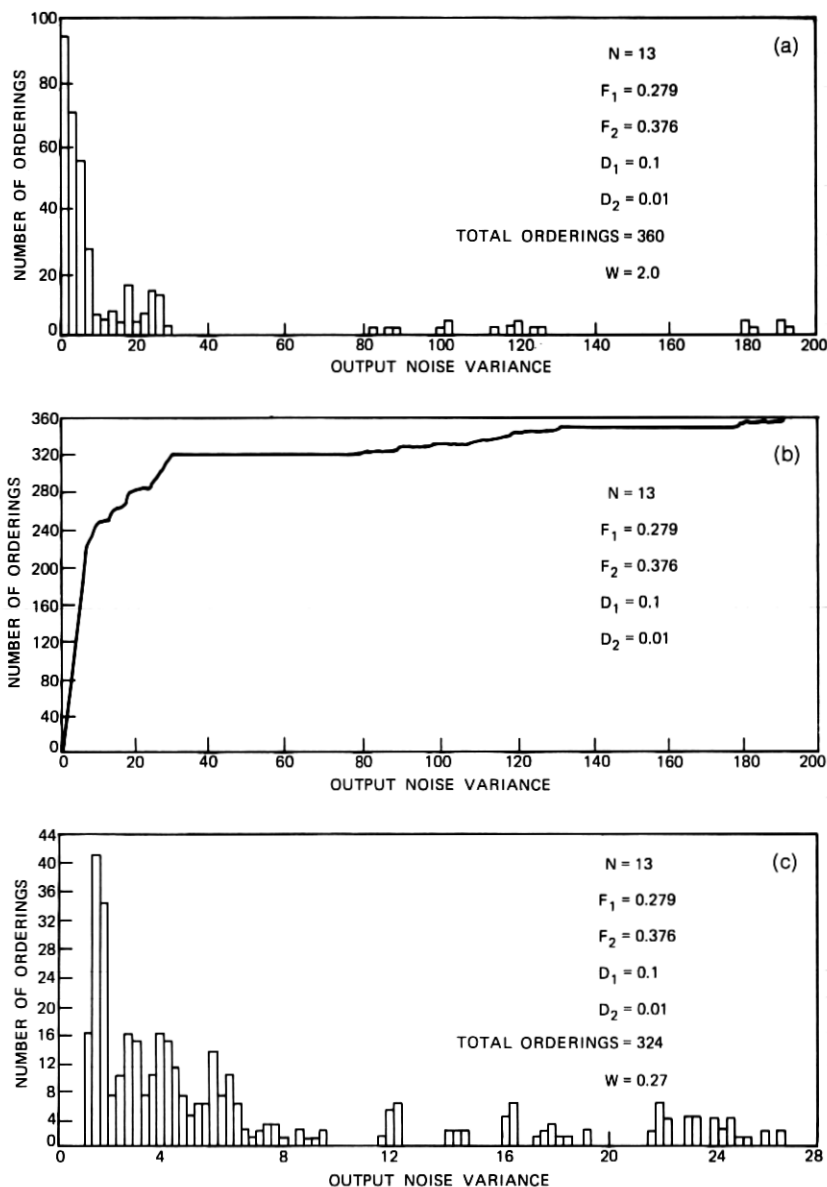 (a)
100
80
60
40
20
0
NUMBER OF ORDERINGS
N = 13
F1 = 0.279
F2 = 0.376
D1 = 0.1
D2 = 0.01
TOTAL ORDERINGS = 360
W = 2.0
0 20 40 60 80 100 120 140 160 180 200
OUTPUT NOISE VARIANCE
(b)
360
320
280
240
200
160
120
80
40
0
NUMBER OF ORDERINGS
N = 13
F1 = 0.279
F2 = 0.376
D1 = 0.1
D2 = 0.01
0 20 40 60 80 100 120 140 160 180 200
OUTPUT NOISE VARIANCE
(c)
44
40
36
32
28
24
20
16
12
8
4
0
NUMBER OF ORDERINGS
N = 13
F1 = 0.279
F2 = 0.376
D1 = 0.1
D2 = 0.01
TOTAL ORDERINGS = 324
W = 0.27
0 4 8 12 16 20 24 28
OUTPUT NOISE VARIANCE